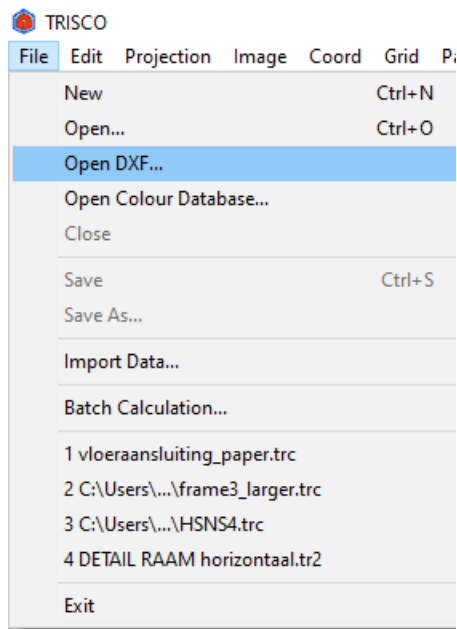 TRISCO
File Edit Projection Image Coord Grid
New Ctrl+N
Open... Ctrl+O
Open DXF...
Open Colour Database...
Close
Save Ctrl+S
Save As...
Import Data...
Batch Calculation...
1 vloeraansluiting_paper.trc
2 C:\Users\...\frame3_larger.trc
3 C:\Users\...\HSNS4.trc
4 DETAIL RAAM horizontaal.tr2
Exit